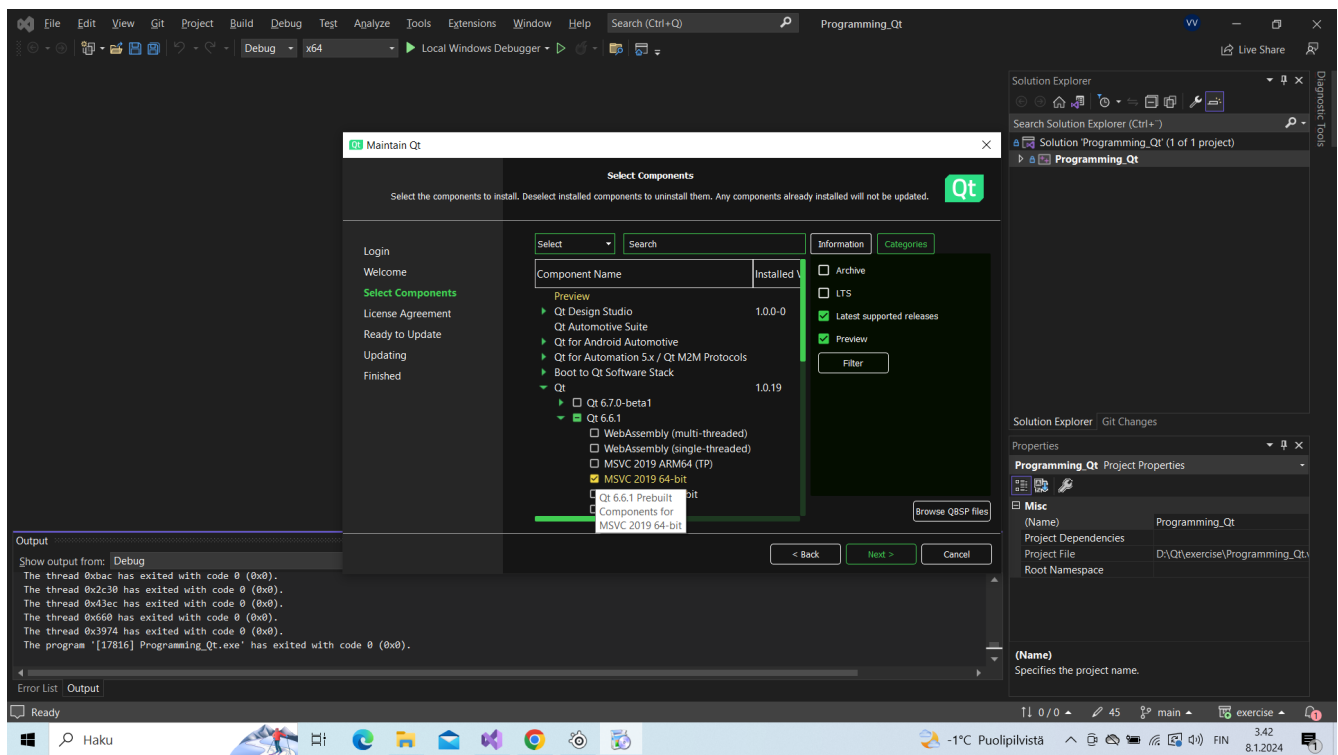 File Edit View Git Project Build Debug Test Analyze Tools Extensions Window Help Search (Ctrl+Q) Programming_Qt VV
Debug x64 Local Windows Debugger Live Share
Solution Explorer
Search Solution Explorer (Ctrl+¨)
Solution 'Programming_Qt' (1 of 1 project)
Programming_Qt
Diagnostic Tools
Qt Maintain Qt
Select Components
Select the components to install. Deselect installed components to uninstall them. Any components already installed will not be updated.
Qt
Login
Welcome
Select Components
License Agreement
Ready to Update
Updating
Finished
Select Search Information Categories
Component Name Installed
Preview
Qt Design Studio 1.0.0-0
Qt Automotive Suite
Qt for Android Automotive
Qt for Automation 5.x / Qt M2M Protocols
Boot to Qt Software Stack
Qt 1.0.19
Qt 6.7.0-beta1
Qt 6.6.1
WebAssembly (multi-threaded)
WebAssembly (single-threaded)
MSVC 2019 ARM64 (TP)
MSVC 2019 64-bit
bit
Qt 6.6.1 Prebuilt
Components for
MSVC 2019 64-bit
Archive
LTS
Latest supported releases
Preview
Filter
Browse QBSP files
< Back Next > Cancel
Solution Explorer Git Changes
Properties
Programming_Qt Project Properties
Misc
(Name) Programming_Qt
Project Dependencies
Project File D:\Qt\exercise\Programming_Qt.v
Root Namespace
(Name)
Specifies the project name.
Output
Show output from: Debug
The thread 0xbac has exited with code 0 (0x0).
The thread 0x2c30 has exited with code 0 (0x0).
The thread 0x43ec has exited with code 0 (0x0).
The thread 0x660 has exited with code 0 (0x0).
The thread 0x3974 has exited with code 0 (0x0).
The program '[17816] Programming_Qt.exe' has exited with code 0 (0x0).
Error List Output
Ready 0 / 0 45 main exercise 1
Haku -1°C Puolipilvistä FIN 3.42
8.1.2024 1